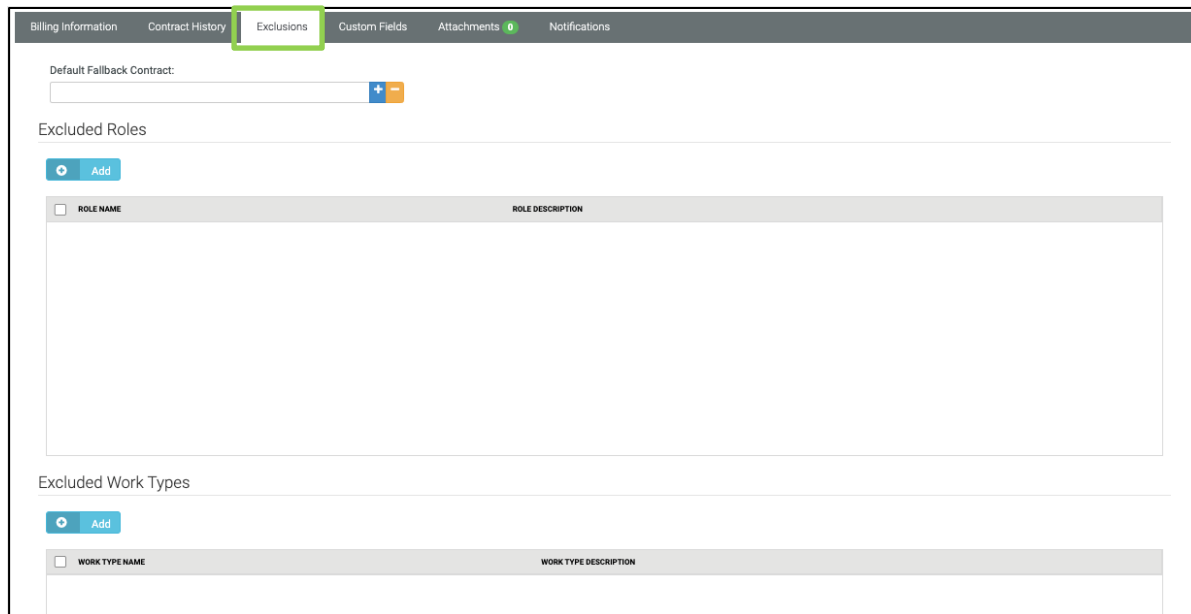 Billing Information Contract History Exclusions Custom Fields Attachments 0 Notifications
Default Fallback Contract:
Excluded Roles
Add
ROLE NAME ROLE DESCRIPTION
Excluded Work Types
Add
WORK TYPE NAME WORK TYPE DESCRIPTION